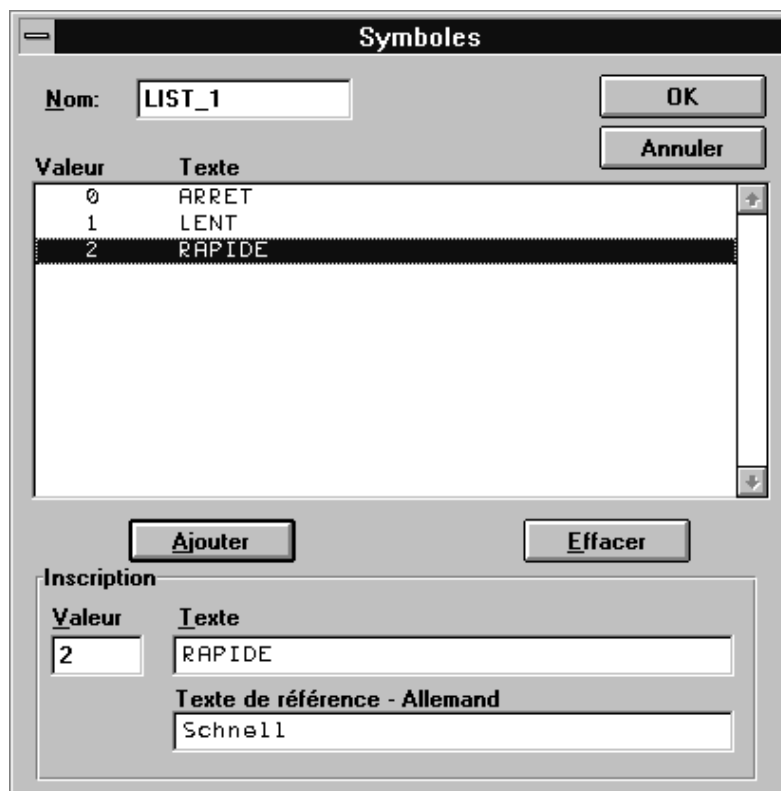 Symboles
Nom: LIST_1
OK
Annuler
Valeur Texte
0 ARRET
1 LENT
2 RAPIDE
Ajouter Effacer
Inscription
Valeur Texte
2 RAPIDE
Texte de référence - Allemand
Schnell